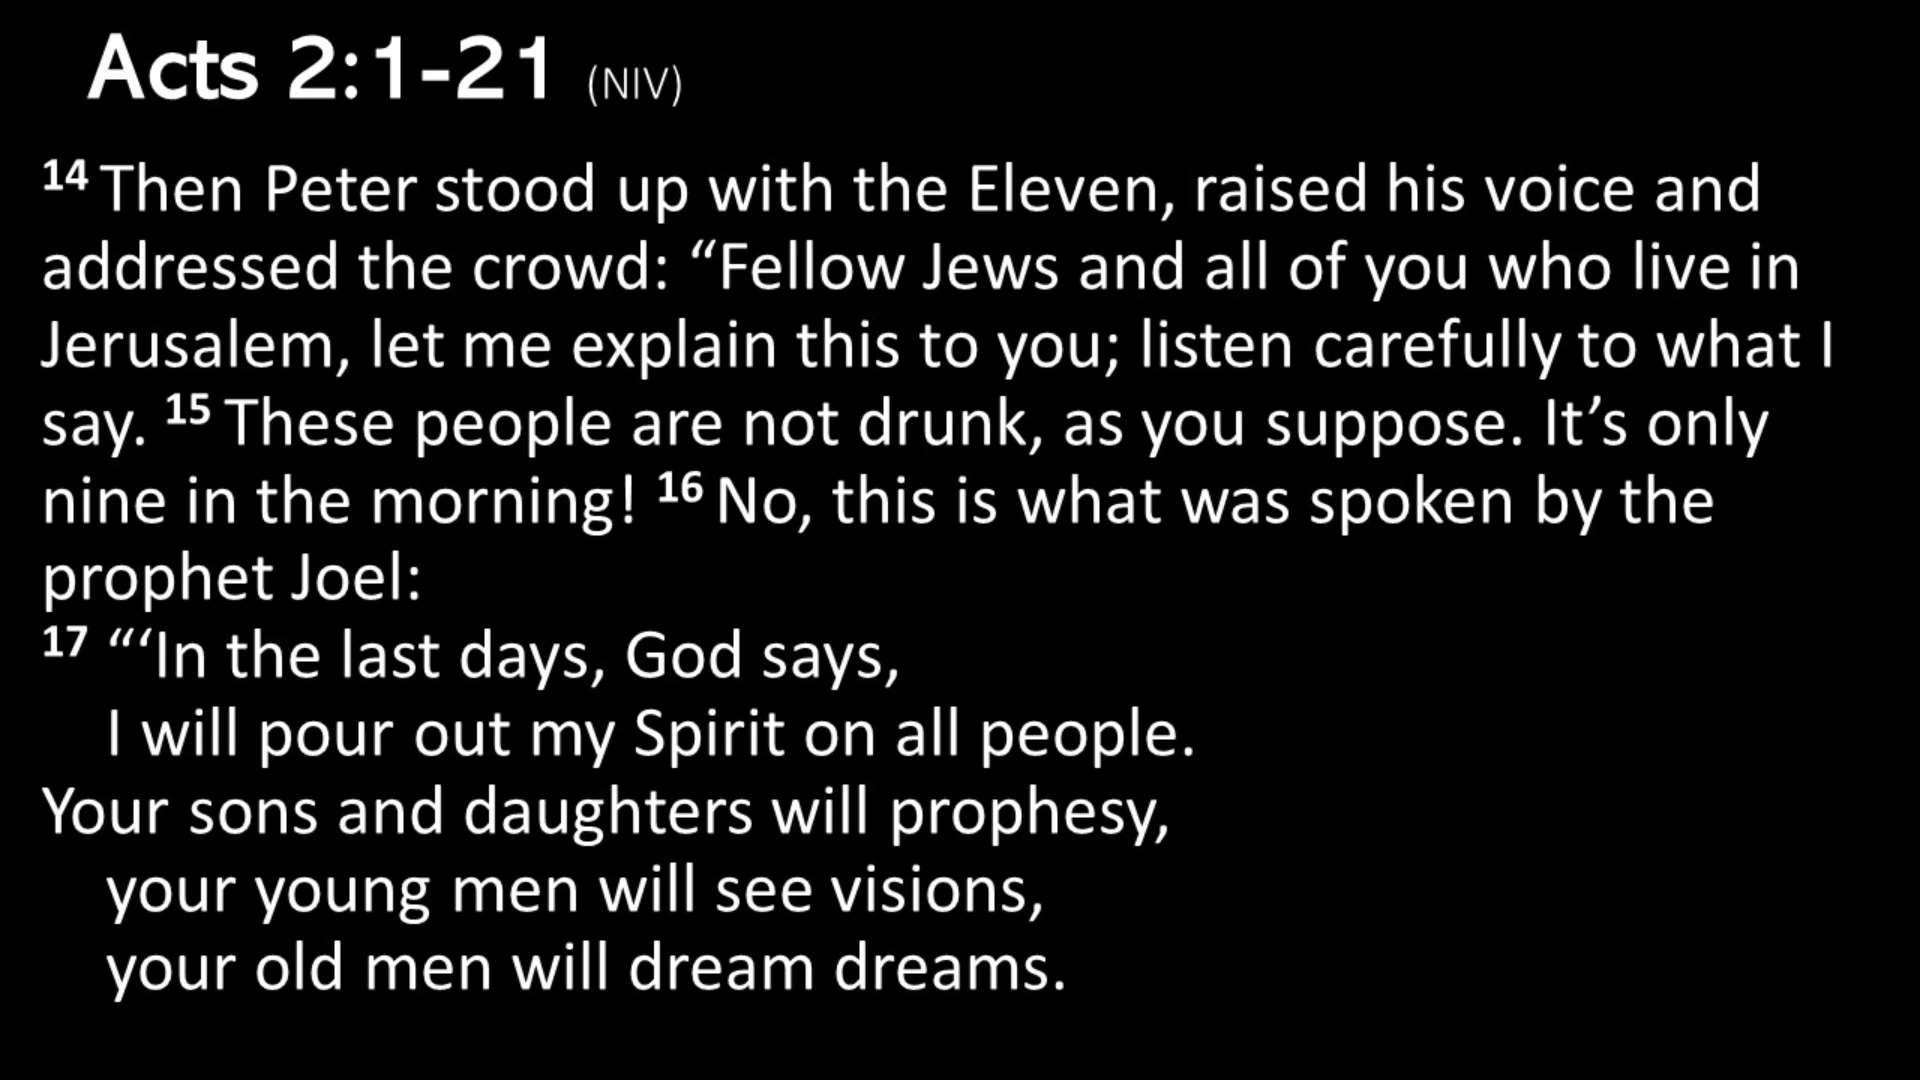 Acts 2:1-21 (NIV)
14 Then Peter stood up with the Eleven, raised his voice and
addressed the crowd: “Fellow Jews and all of you who live in
Jerusalem, let me explain this to you; listen carefully to what I
say. 15 These people are not drunk, as you suppose. It’s only
nine in the morning! 16 No, this is what was spoken by the
prophet Joel:
17 “‘In the last days, God says,
I will pour out my Spirit on all people.
Your sons and daughters will prophesy,
your young men will see visions,
your old men will dream dreams.